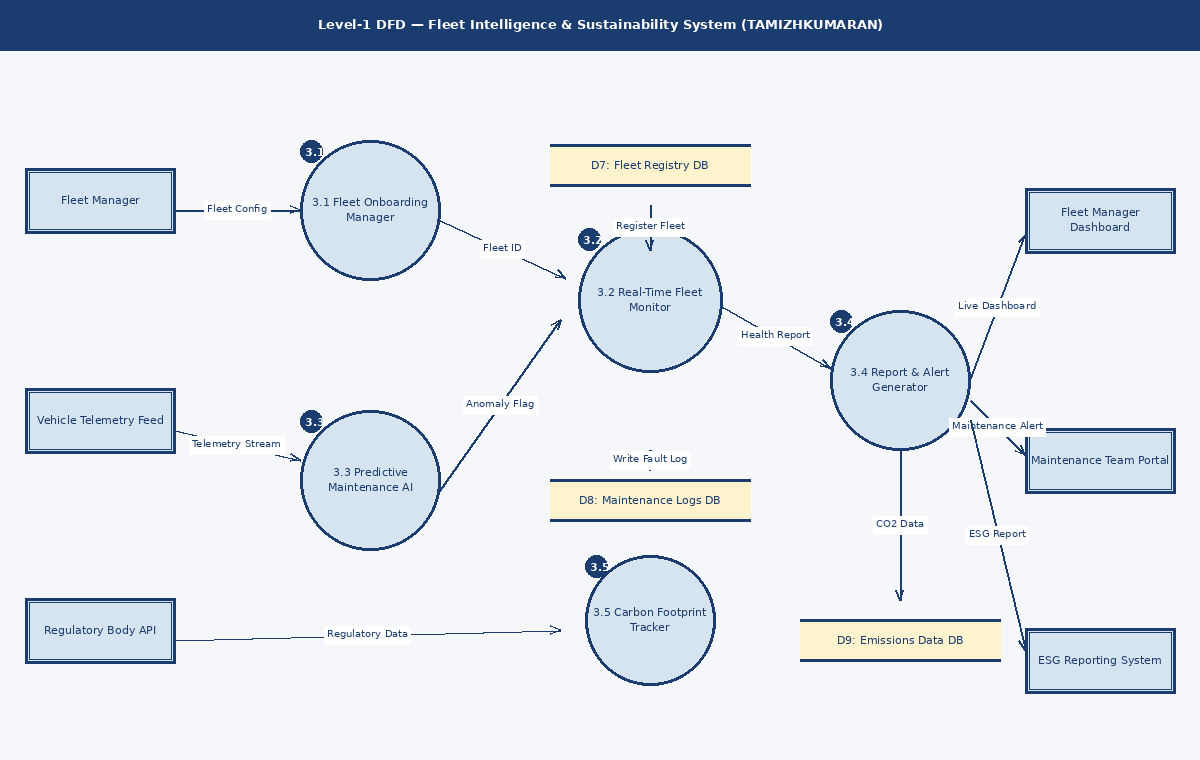 Level-1 DFD — Fleet Intelligence & Sustainability System (TAMIZHKUMARAN)
3.1
D7: Fleet Registry DB
Fleet Manager
Fleet Config
3.1 Fleet Onboarding
Manager
Fleet Manager
Dashboard
Register Fleet
3.2
Fleet ID
3.2 Real-Time Fleet
Monitor
Live Dashboard
3.4
Health Report
3.4 Report & Alert
Generator
Anomaly Flag
3.3
Vehicle Telemetry Feed
Maintenance Alert
Telemetry Stream
Write Fault Log
Maintenance Team Portal
3.3 Predictive
Maintenance AI
D8: Maintenance Logs DB
CO2 Data
ESG Report
3.5
3.5 Carbon Footprint
Tracker
Regulatory Body API
Regulatory Data
D9: Emissions Data DB
ESG Reporting System